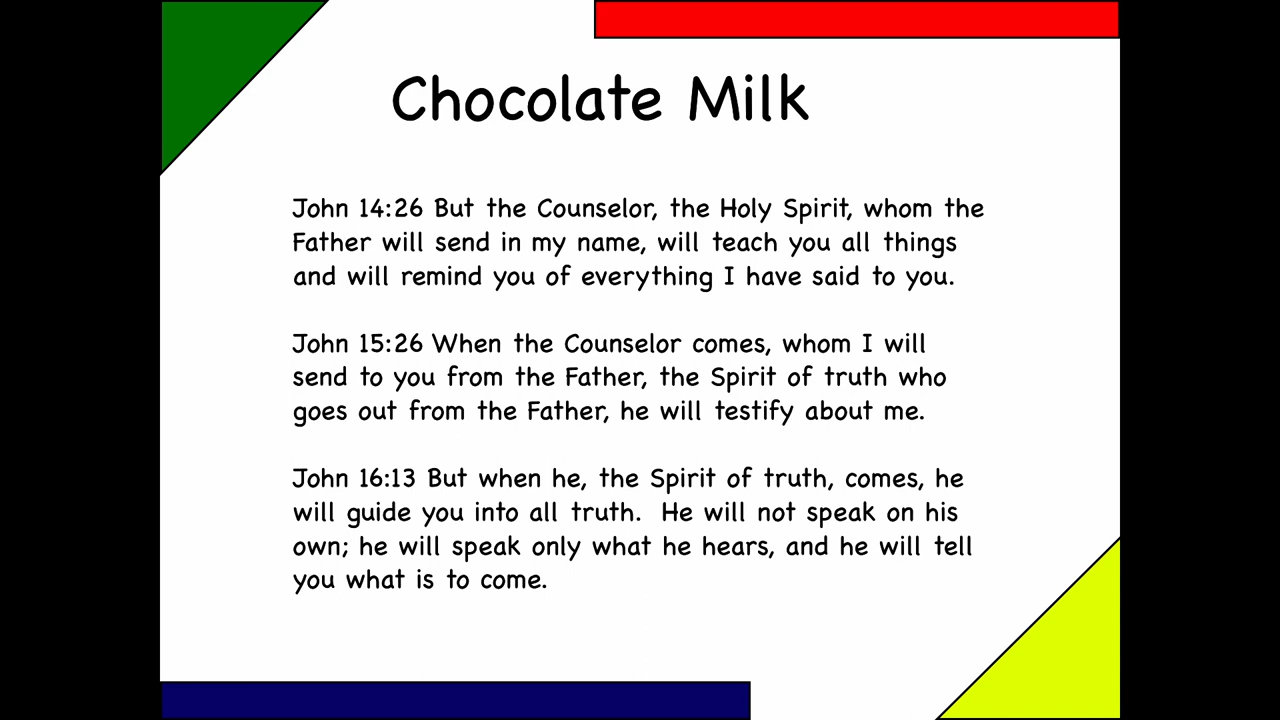 Chocolate Milk
John 14:26 But the Counselor, the Holy Spirit, whom the
Father will send in my name, will teach you all things
and will remind you of everything I have said to you.
John 15:26 When the Counselor comes, whom I will
send to you from the Father, the Spirit of truth who
goes out from the Father, he will testify about me.
John 16:13 But when he, the Spirit of truth, comes, he
will guide you into all truth.  He will not speak on his
own; he will speak only what he hears, and he will tell
you what is to come.